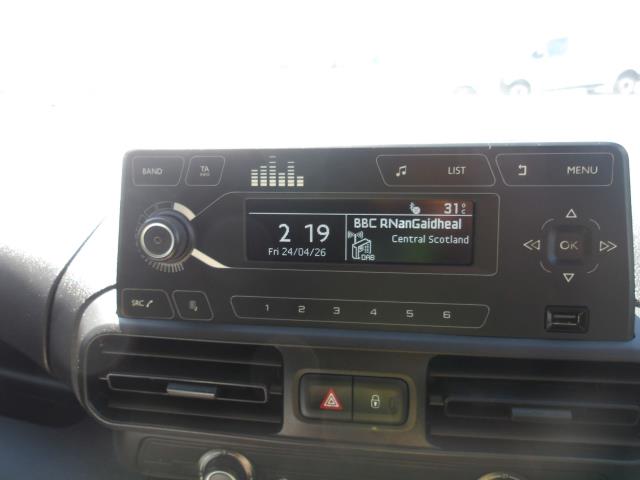 BAND
TA
INFO
LIST
MENU
31°C
2 19
BBC RNanGaidheal
Central Scotland
Fri 24/04/26
DAB
OK
SRC
1 2 3 4 5 6